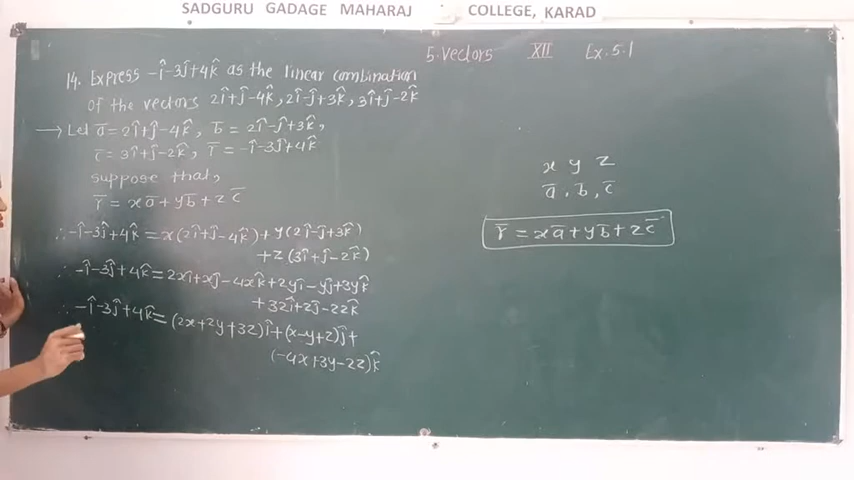 SADGURU GADAGE MAHARAJ COLLEGE, KARAD
5.Vectors XII Ex.5.1
14. Express -î-3ĵ+4k̂ as the linear combination
of the vectors 2î+ĵ-4k̂, 2î-ĵ+3k̂, 3î+ĵ-2k̂
→ Let a̅ = 2î+ĵ-4k̂, b̅ = 2î-ĵ+3k̂,
c̅ = 3î+ĵ-2k̂, r̅ = -î-3ĵ+4k̂
suppose that,
r̅ = xa̅+yb̅+zc̅
∴ -î-3ĵ+4k̂ = x(2î+ĵ-4k̂)+y(2î-ĵ+3k̂)
+z(3î+ĵ-2k̂)
∴ -î-3ĵ+4k̂ = 2xî+xĵ-4xk̂+2yî-yĵ+3yk̂
+3zî+zĵ-2zk̂
∴ -î-3ĵ+4k̂ = (2x+2y+3z)î+(x-y+z)ĵ+
(-4x+3y-2z)k̂
x y z
a̅, b̅, c̅
r̅ = xa̅+yb̅+zc̅